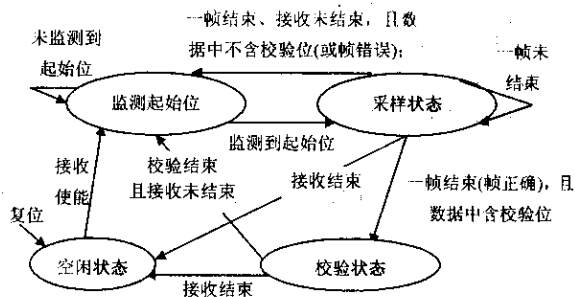 一帧结束、接收未结束，且数
据中不含校验位(或帧错误);
未监测到
起始位
一帧未
结束
监测起始位
采样状态
监测到起始位
接收
使能
校验结束
且接收未结束
接收结束
一帧结束(帧正确)，且
数据中含校验位
复位
空闲状态
校验状态
接收结束